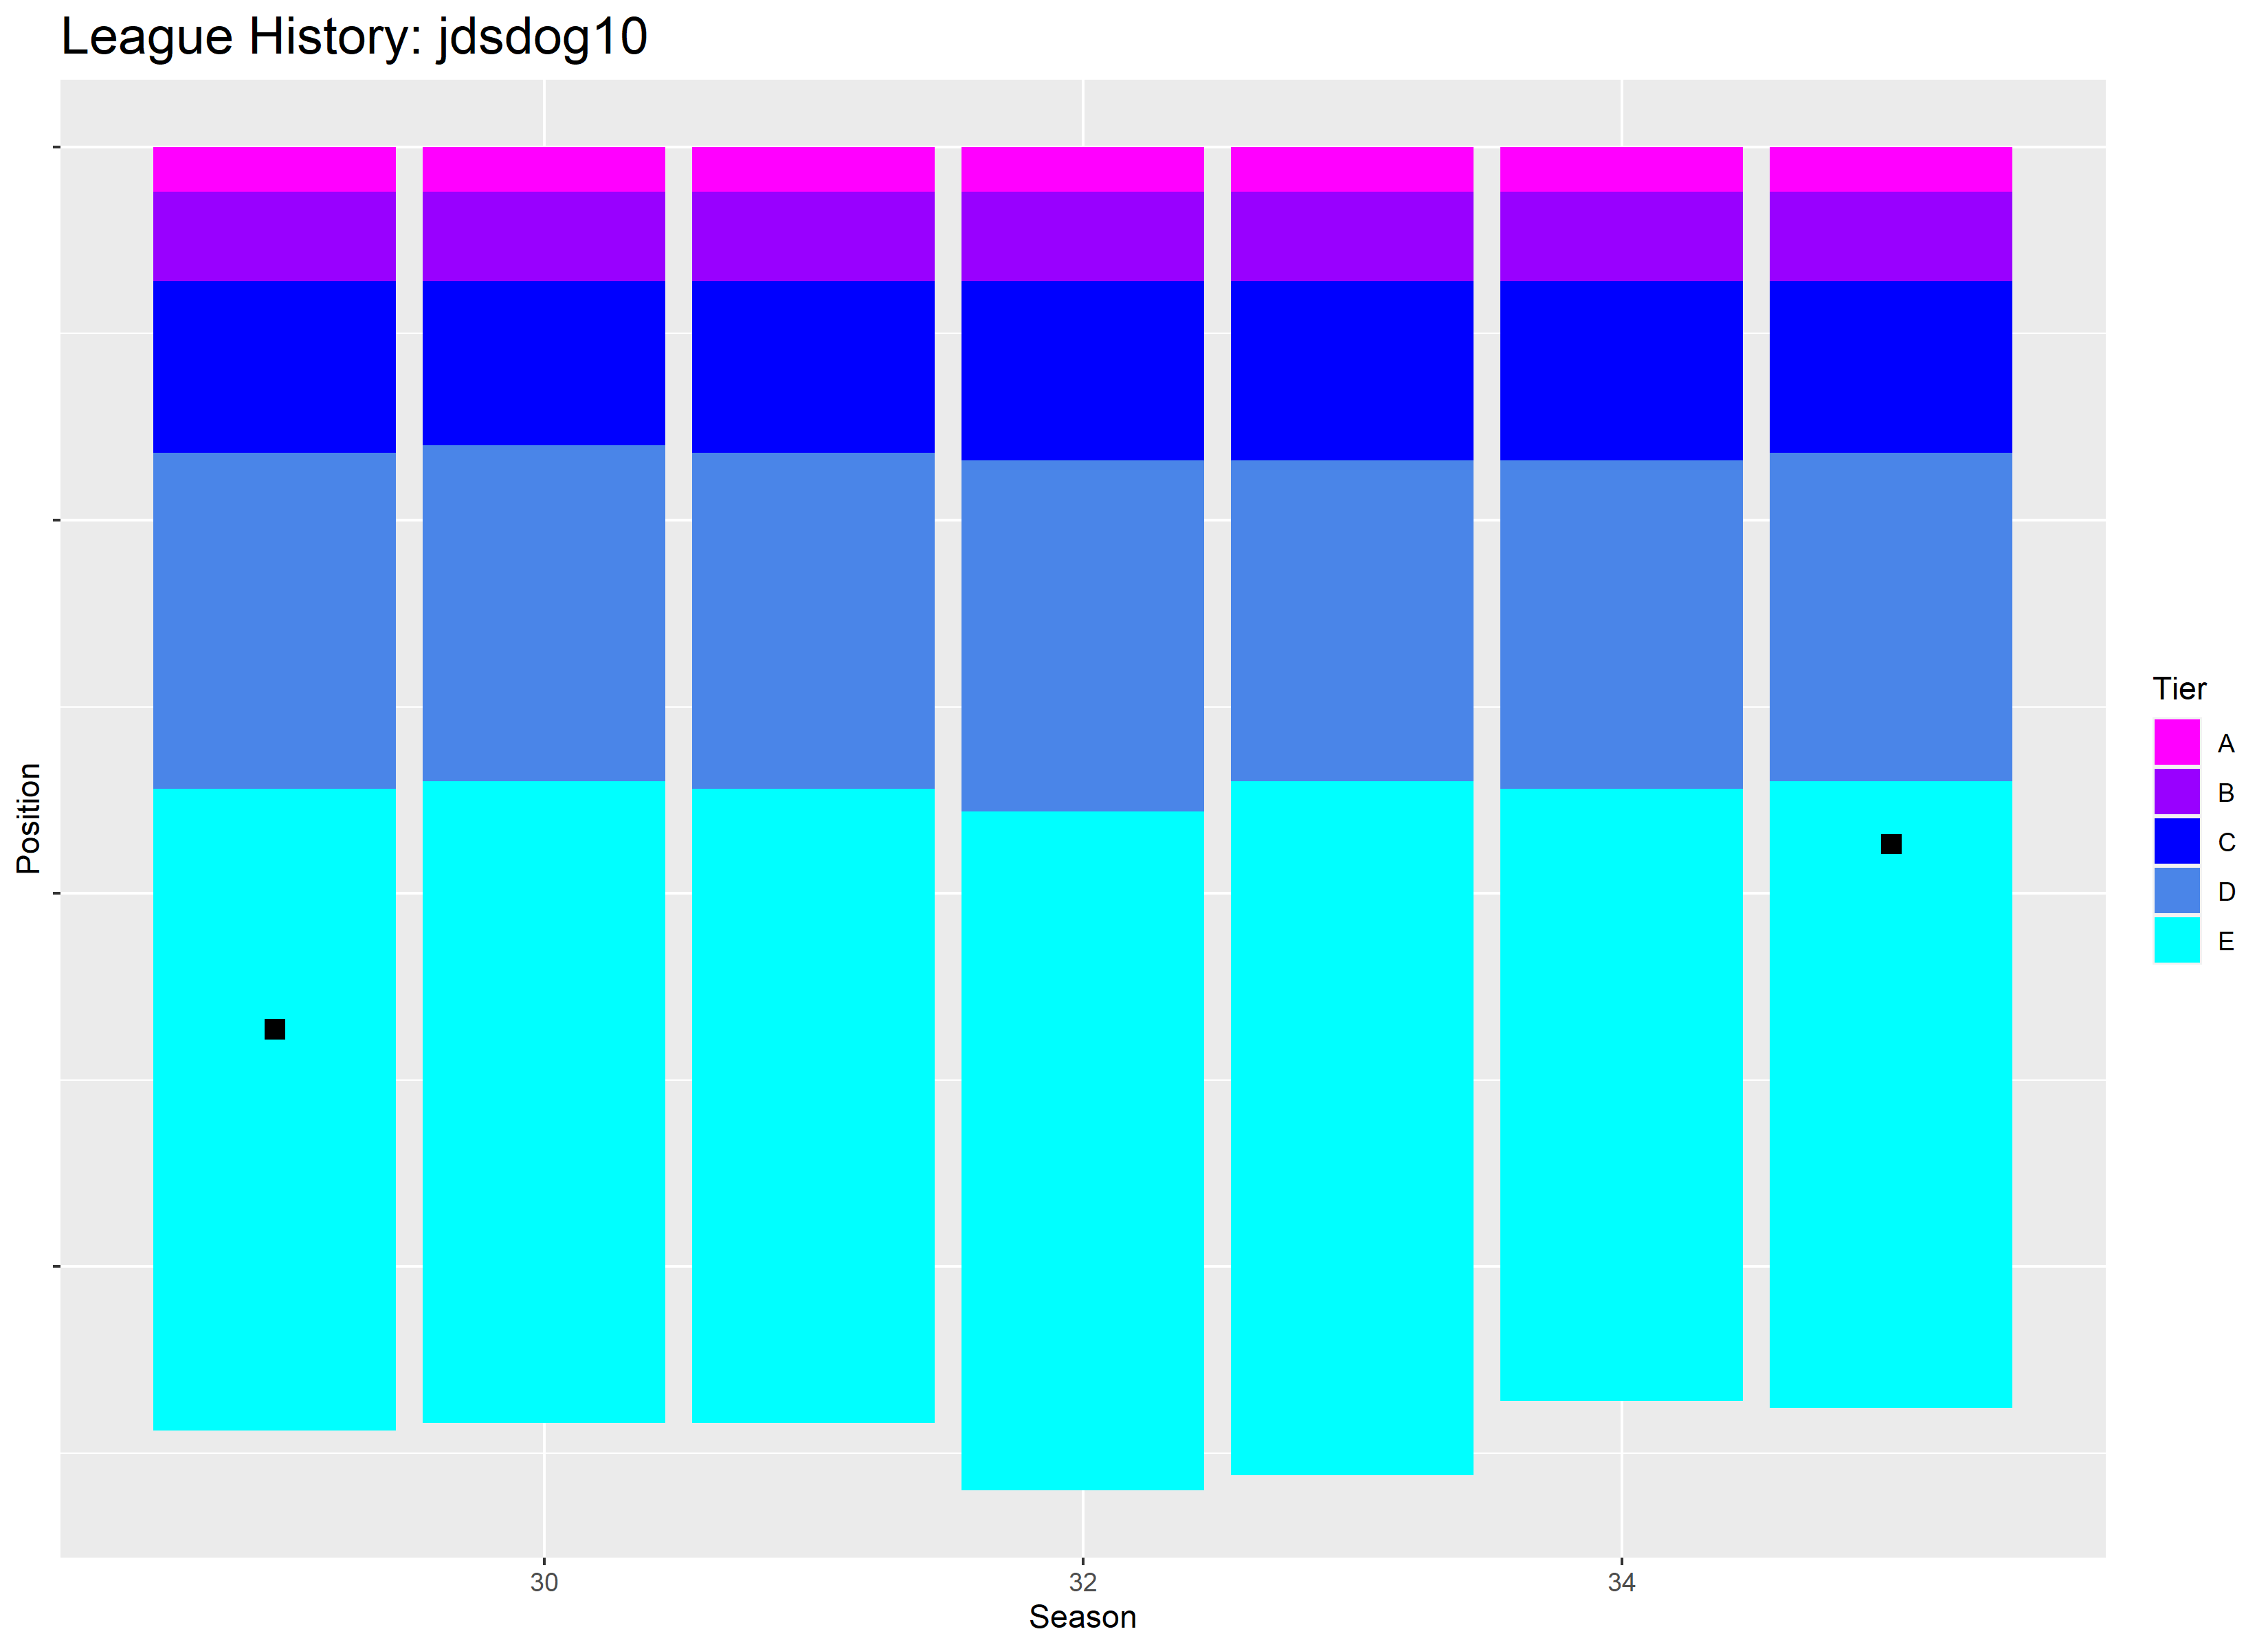 League History: jdsdog10
Position
30
32
34
Season
Tier
A
B
C
D
E